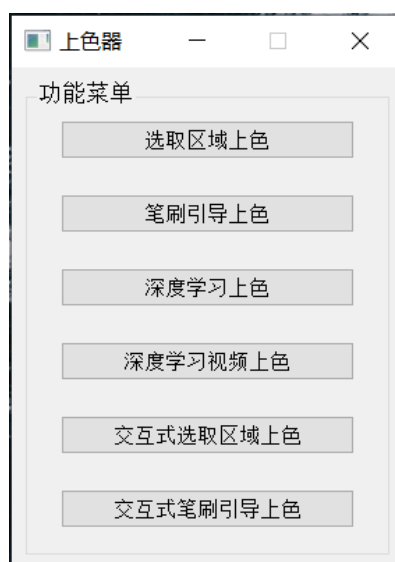 上色器
功能菜单
选取区域上色
笔刷引导上色
深度学习上色
深度学习视频上色
交互式选取区域上色
交互式笔刷引导上色